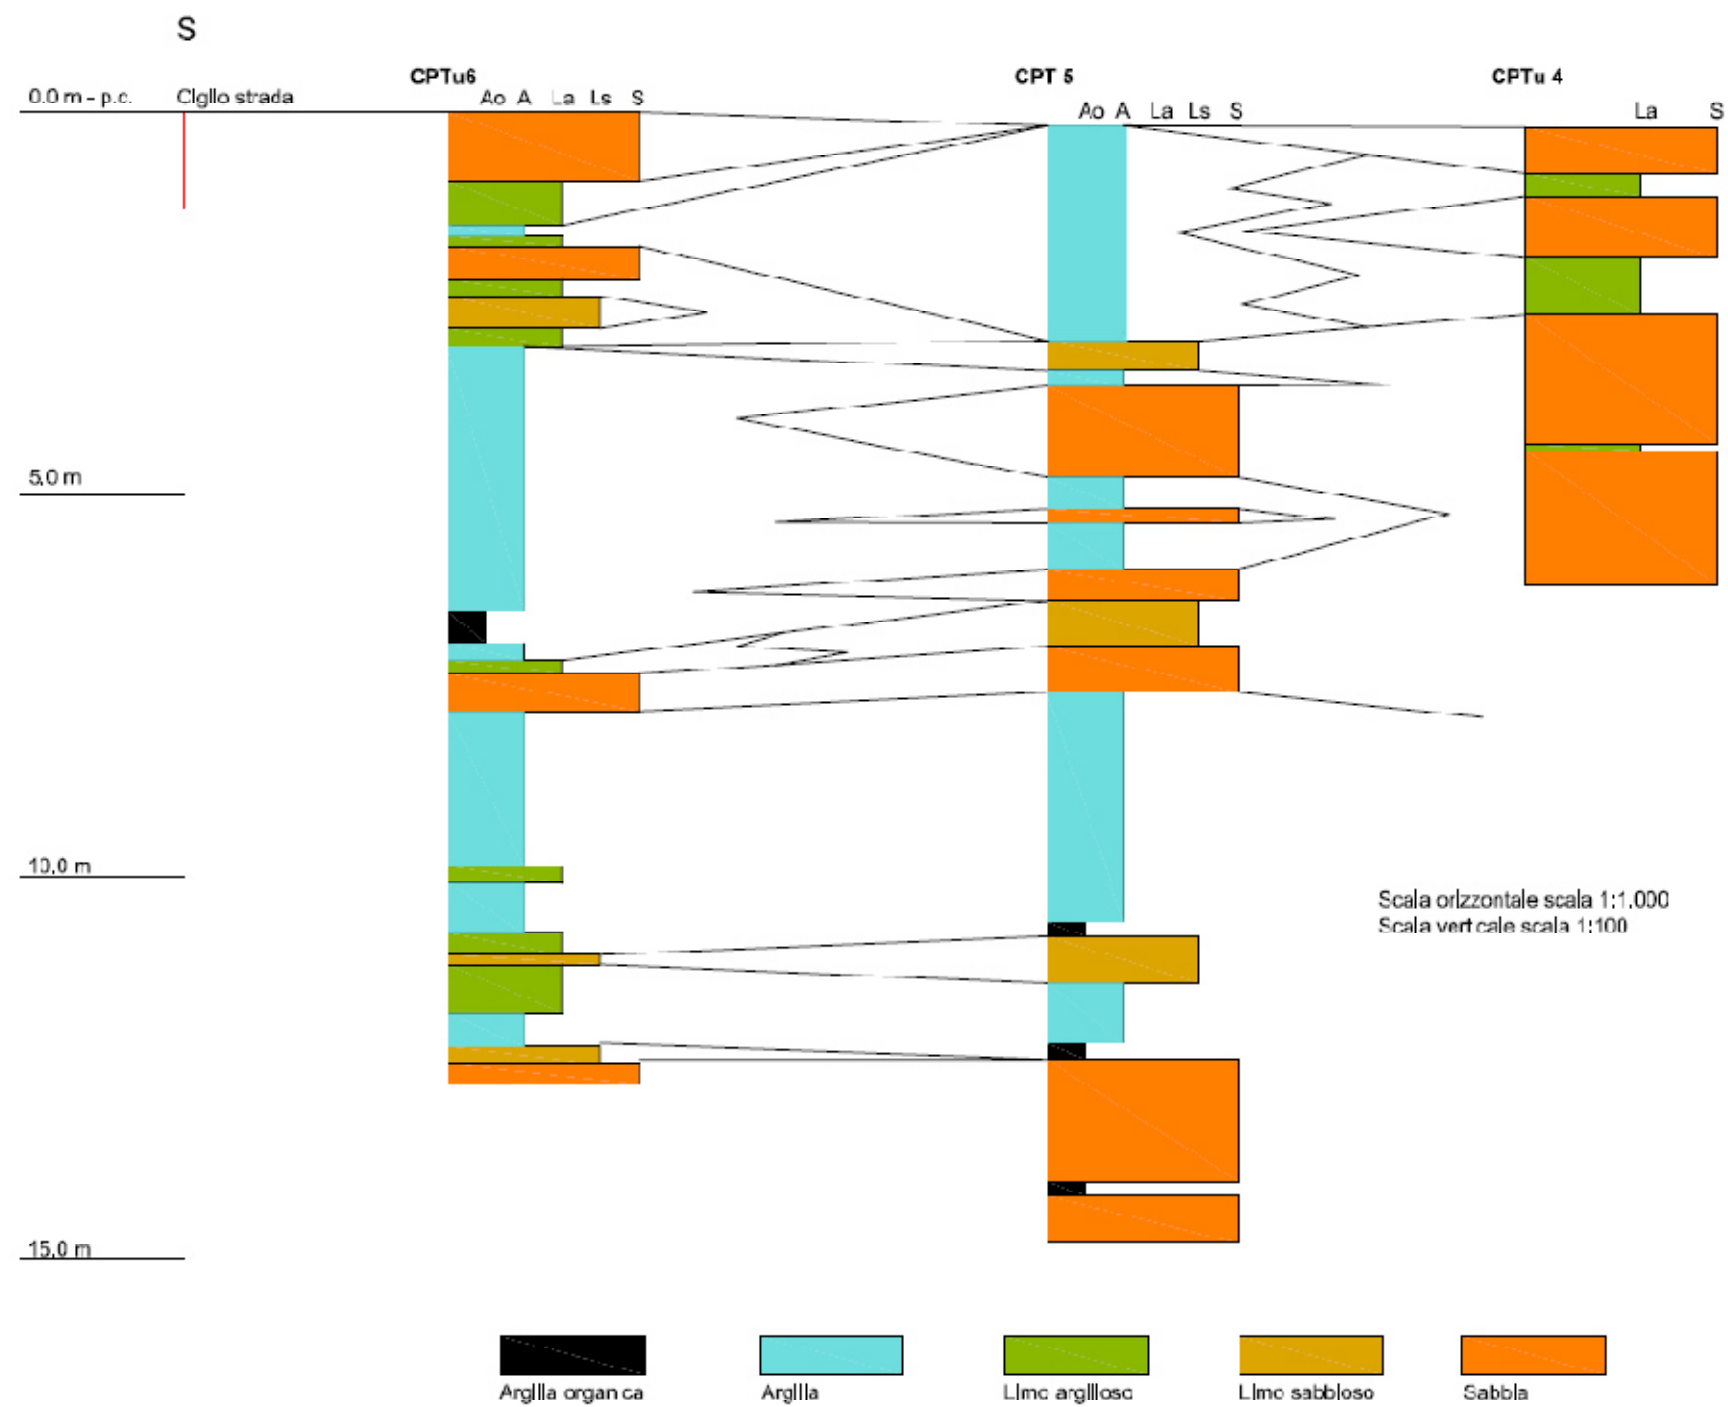 S
CPTu6
CPT 5
CPTu 4
0.0 m - p.c.
Ciglio strada
Ao A La Ls S
Ao A La Ls S
La S
5,0 m
10,0 m
Scala orizzontale scala 1:1.000
Scala verticale scala 1:100
15,0 m
Argilla organica
Argilla
Limo argilloso
Limo sabbioso
Sabbia